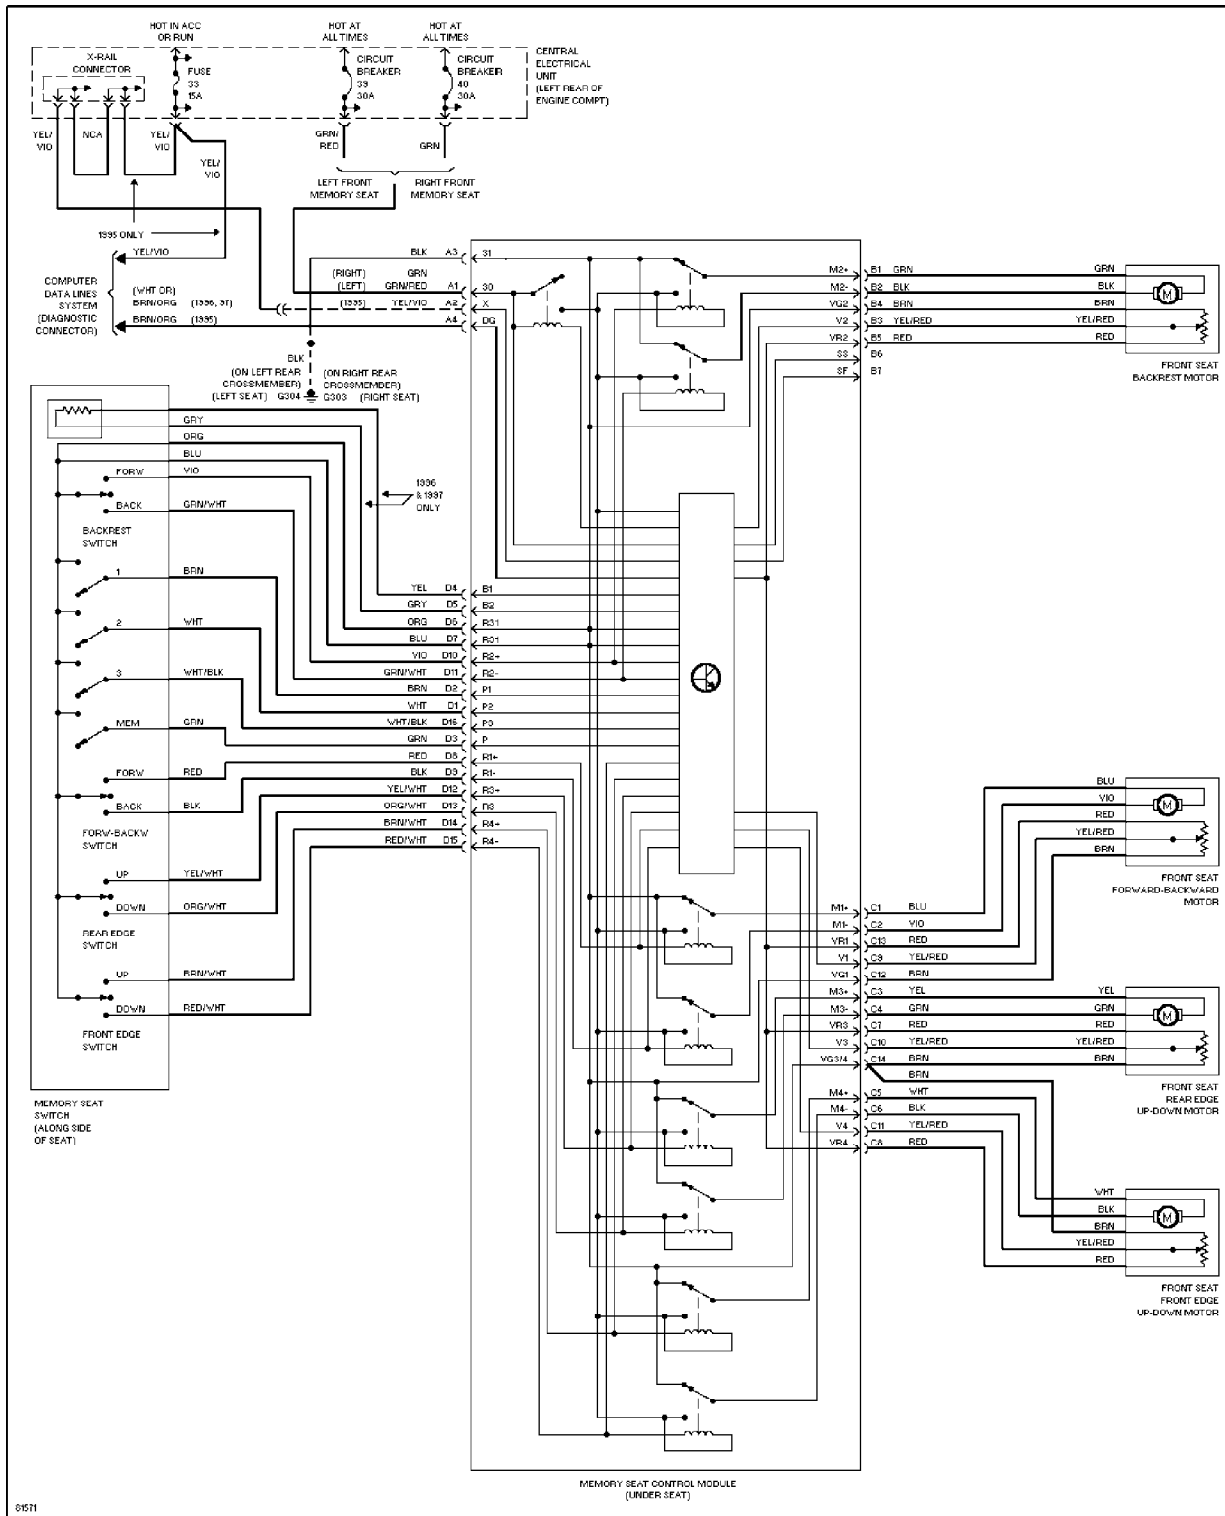 HOT IN ACC
OR RUN
HOT AT
ALL TIMES
HOT AT
ALL TIMES
X-RAIL
CONNECTOR
FUSE
33
15A
CIRCUIT
BREAKER
39
30A
CIRCUIT
BREAKER
40
30A
CENTRAL
ELECTRICAL
UNIT
(LEFT REAR OF
ENGINE COMPT)
YEL/
VIO
NCA
YEL/
VIO
YEL/
VIO
GRN/
RED
GRN
LEFT FRONT
MEMORY SEAT
RIGHT FRONT
MEMORY SEAT
1995 ONLY
YEL/VIO
COMPUTER
DATA LINES
SYSTEM
(DIAGNOSTIC
CONNECTOR)
(WHT OR)
BRN/ORG (1996, 97)
BRN/ORG (1995)
BLK A3 31
(RIGHT) GRN
(LEFT) GRN/RED A1 30
(1995) YEL/VIO A2 X
A4 DG
BLK
(ON LEFT REAR
CROSSMEMBER)
(LEFT SEAT) G304
(ON RIGHT REAR
CROSSMEMBER)
G303 (RIGHT SEAT)
M2+ B1 GRN GRN
M2- B2 BLK BLK
VG2 B4 BRN BRN
V2 B3 YEL/RED YEL/RED
VR2 B5 RED RED
SS B6
SF B7
M
FRONT SEAT
BACKREST MOTOR
GRY
ORG
BLU
FORW VIO
BACK GRN/WHT
BACKREST
SWITCH
1996
& 1997
ONLY
1 BRN
2 WHT
3 WHT/BLK
MEM GRN
FORW RED
BACK BLK
FORW-BACKW
SWITCH
UP YEL/WHT
DOWN ORG/WHT
REAR EDGE
SWITCH
UP BRN/WHT
DOWN RED/WHT
FRONT EDGE
SWITCH
MEMORY SEAT
SWITCH
(ALONG SIDE
OF SEAT)
YEL D4 B1
GRY D5 B2
ORG D6 R31
BLU D7 R31
VIO D10 R2+
GRN/WHT D11 R2-
BRN D2 P1
WHT D1 P2
WHT/BLK D16 P3
GRN D3 P
RED D8 R1+
BLK D9 R1-
YEL/WHT D12 R3+
ORG/WHT D13 R3
BRN/WHT D14 R4+
RED/WHT D15 R4-
BLU
VIO
RED
YEL/RED
BRN
M
FRONT SEAT
FORWARD-BACKWARD
MOTOR
M1+ C1 BLU
M1- C2 VIO
VR1 C13 RED
V1 C9 YEL/RED
VG1 C12 BRN
M3+ C3 YEL YEL
M3- C4 GRN GRN
VR3 C7 RED RED
V3 C10 YEL/RED YEL/RED
VG3/4 C14 BRN BRN
BRN
M4+ C5 WHT
M4- C6 BLK
V4 C11 YEL/RED
VR4 C8 RED
M
FRONT SEAT
REAR EDGE
UP-DOWN MOTOR
WHT
BLK
BRN
YEL/RED
RED
M
FRONT SEAT
FRONT EDGE
UP-DOWN MOTOR
MEMORY SEAT CONTROL MODULE
(UNDER SEAT)
81571